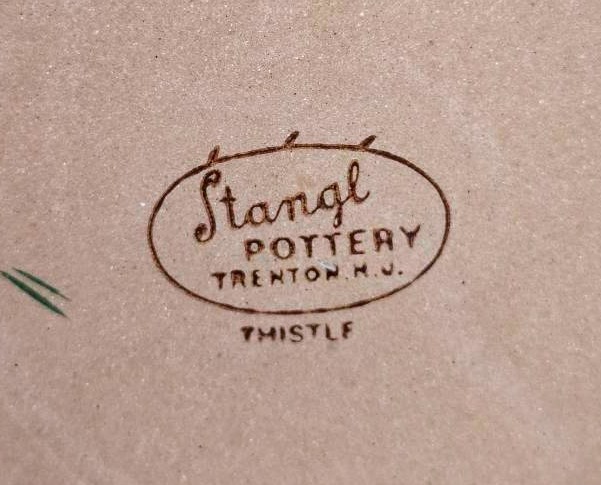 Stangl
POTTERY
TRENTON. N. J.
THISTLE